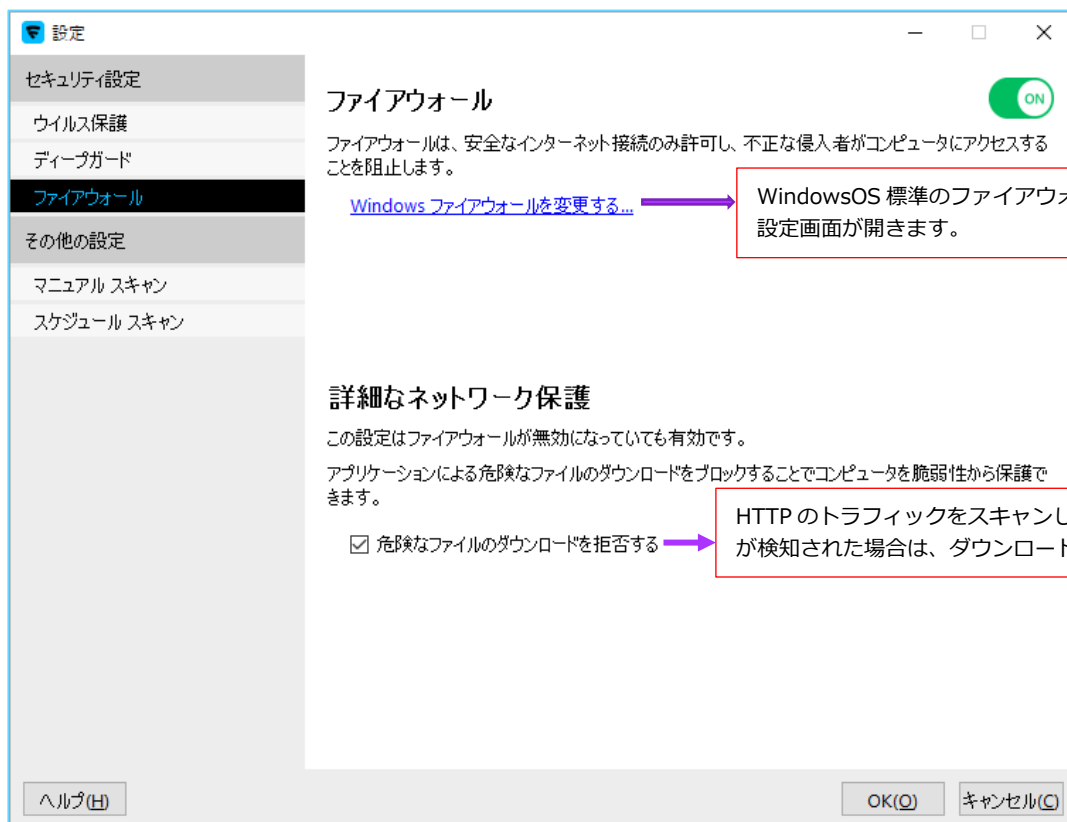 設定
セキュリティ設定
ウイルス保護
ディープガード
ファイアウォール
その他の設定
マニュアル スキャン
スケジュール スキャン
ファイアウォール
ON
ファイアウォールは、安全なインターネット接続のみ許可し、不正な侵入者がコンピュータにアクセスする
ことを阻止します。
Windows ファイアウォールを変更する...
WindowsOS 標準のファイアウォ
設定画面が開きます。
詳細なネットワーク保護
この設定はファイアウォールが無効になっていても有効です。
アプリケーションによる危険なファイルのダウンロードをブロックすることでコンピュータを脆弱性から保護で
きます。
危険なファイルのダウンロードを拒否する
HTTP のトラフィックをスキャンし
が検知された場合は、ダウンロード
ヘルプ(H)
OK(O)
キャンセル(C)